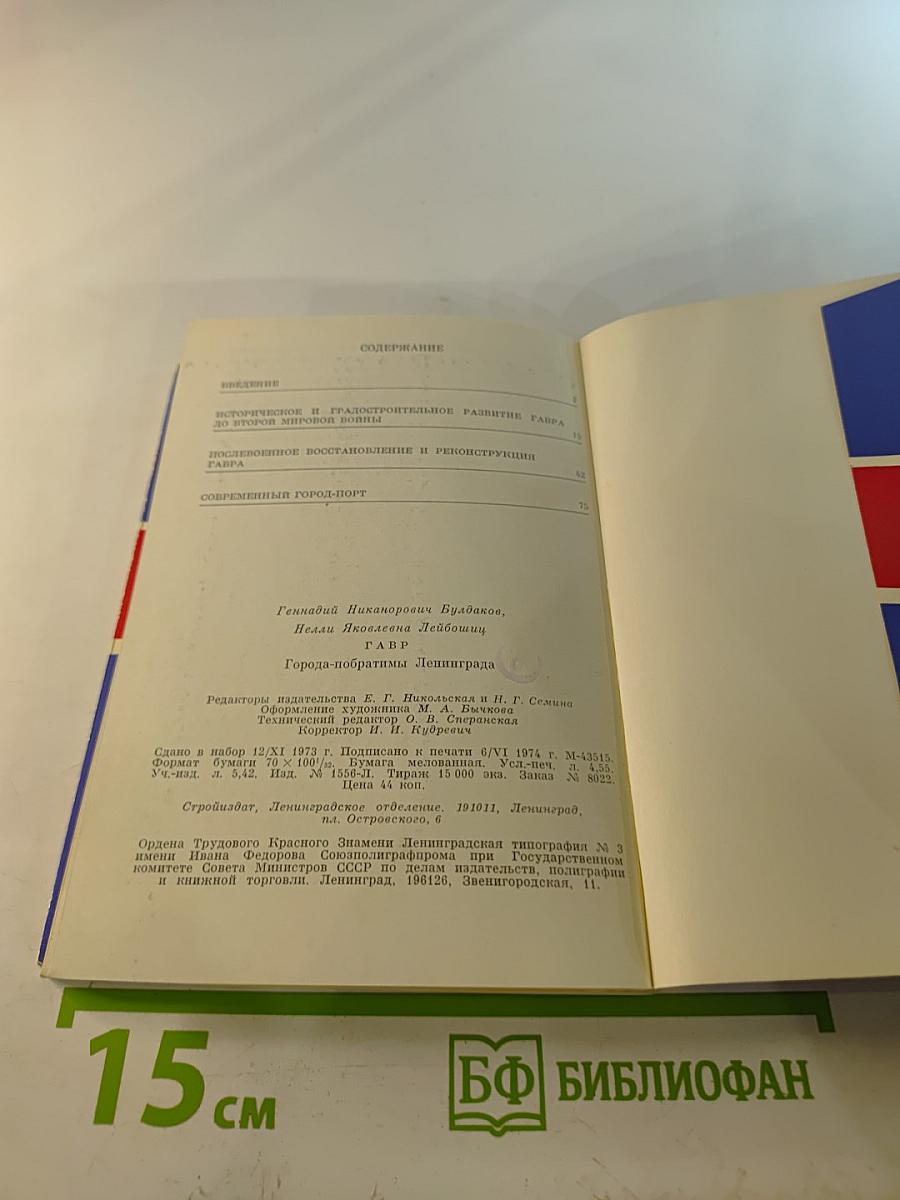 СОДЕРЖАНИЕ
ВВЕДЕНИЕ
5
ИСТОРИЧЕСКОЕ И ГРАДОСТРОИТЕЛЬНОЕ РАЗВИТИЕ ГАВРА
ДО ВТОРОЙ МИРОВОЙ ВОЙНЫ
15
ПОСЛЕВОЕННОЕ ВОССТАНОВЛЕНИЕ И РЕКОНСТРУКЦИЯ
ГАВРА
42
СОВРЕМЕННЫЙ ГОРОД-ПОРТ
75
Геннадий Никанорович Булдаков,
Нелли Яковлевна Лейбошиц
ГАВР
Города-побратимы Ленинграда
Редакторы издательства Е. Г. Никольская и Н. Г. Семина
Оформление художника М. А. Бычкова
Технический редактор О. В. Сперанская
Корректор И. И. Кудревич
Сдано в набор 12/XI 1973 г. Подписано к печати 6/VI 1974 г. М-43515.
Формат бумаги 70 × 100¹/₃₂. Бумага мелованная. Усл.-печ. л. 4,55.
Уч.-изд. л. 5,42. Изд. № 1556-Л. Тираж 15 000 экз. Заказ № 8022.
Цена 44 коп.
Стройиздат, Ленинградское отделение. 191011, Ленинград,
пл. Островского, 6
Ордена Трудового Красного Знамени Ленинградская типография № 3
имени Ивана Федорова Союзполиграфпрома при Государственном
комитете Совета Министров СССР по делам издательств, полиграфии
и книжной торговли. Ленинград, 196126, Звенигородская, 11.
15 см
БФ БИБЛИОФАН